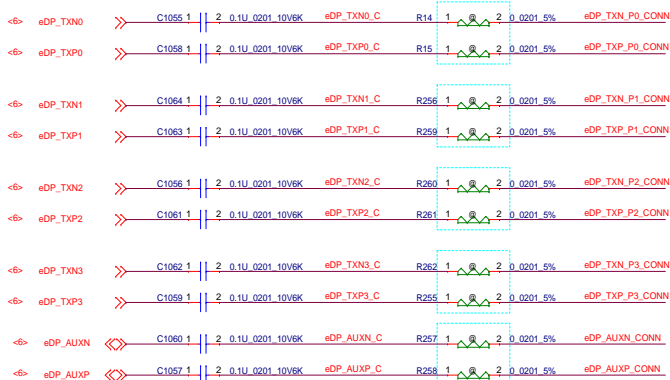 <6> eDP_TXN0 C1055 1 2 0.1U_0201_10V6K eDP_TXN0_C R14 1 @ 2 0_0201_5% eDP_TXN_P0_CONN
<6> eDP_TXP0 C1058 1 2 0.1U_0201_10V6K eDP_TXP0_C R15 1 @ 2 0_0201_5% eDP_TXP_P0_CONN
<6> eDP_TXN1 C1064 1 2 0.1U_0201_10V6K eDP_TXN1_C R256 1 @ 2 0_0201_5% eDP_TXN_P1_CONN
<6> eDP_TXP1 C1063 1 2 0.1U_0201_10V6K eDP_TXP1_C R259 1 @ 2 0_0201_5% eDP_TXP_P1_CONN
<6> eDP_TXN2 C1056 1 2 0.1U_0201_10V6K eDP_TXN2_C R260 1 @ 2 0_0201_5% eDP_TXN_P2_CONN
<6> eDP_TXP2 C1061 1 2 0.1U_0201_10V6K eDP_TXP2_C R261 1 @ 2 0_0201_5% eDP_TXP_P2_CONN
<6> eDP_TXN3 C1062 1 2 0.1U_0201_10V6K eDP_TXN3_C R262 1 @ 2 0_0201_5% eDP_TXN_P3_CONN
<6> eDP_TXP3 C1059 1 2 0.1U_0201_10V6K eDP_TXP3_C R255 1 @ 2 0_0201_5% eDP_TXP_P3_CONN
<6> eDP_AUXN C1060 1 2 0.1U_0201_10V6K eDP_AUXN_C R257 1 @ 2 0_0201_5% eDP_AUXN_CONN
<6> eDP_AUXP C1057 1 2 0.1U_0201_10V6K eDP_AUXP_C R258 1 @ 2 0_0201_5% eDP_AUXP_CONN